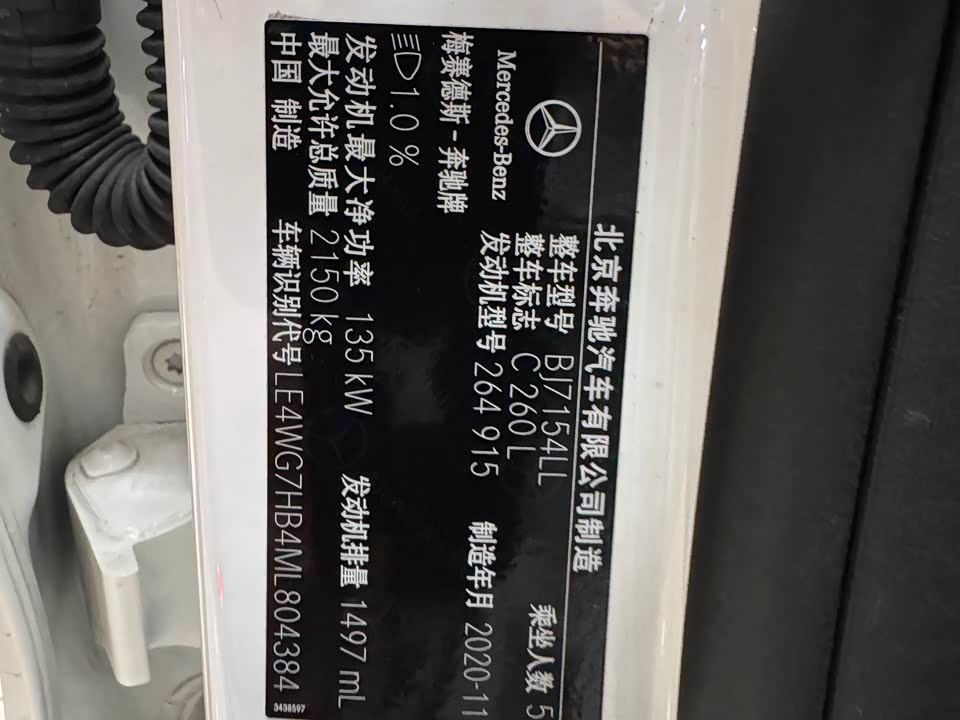 北京奔驰汽车有限公司制造
Mercedes-Benz
梅赛德斯-奔驰牌
整车型号 BJ7154LL
整车标志 C 260 L
乘坐人数 5
发动机型号 264 915
制造年月 2020-11
1.0 %
发动机最大净功率 135 kW
发动机排量 1497 mL
最大允许总质量 2150 kg
中国 制造
车辆识别代号 LE4WG7HB4ML804384
3438597